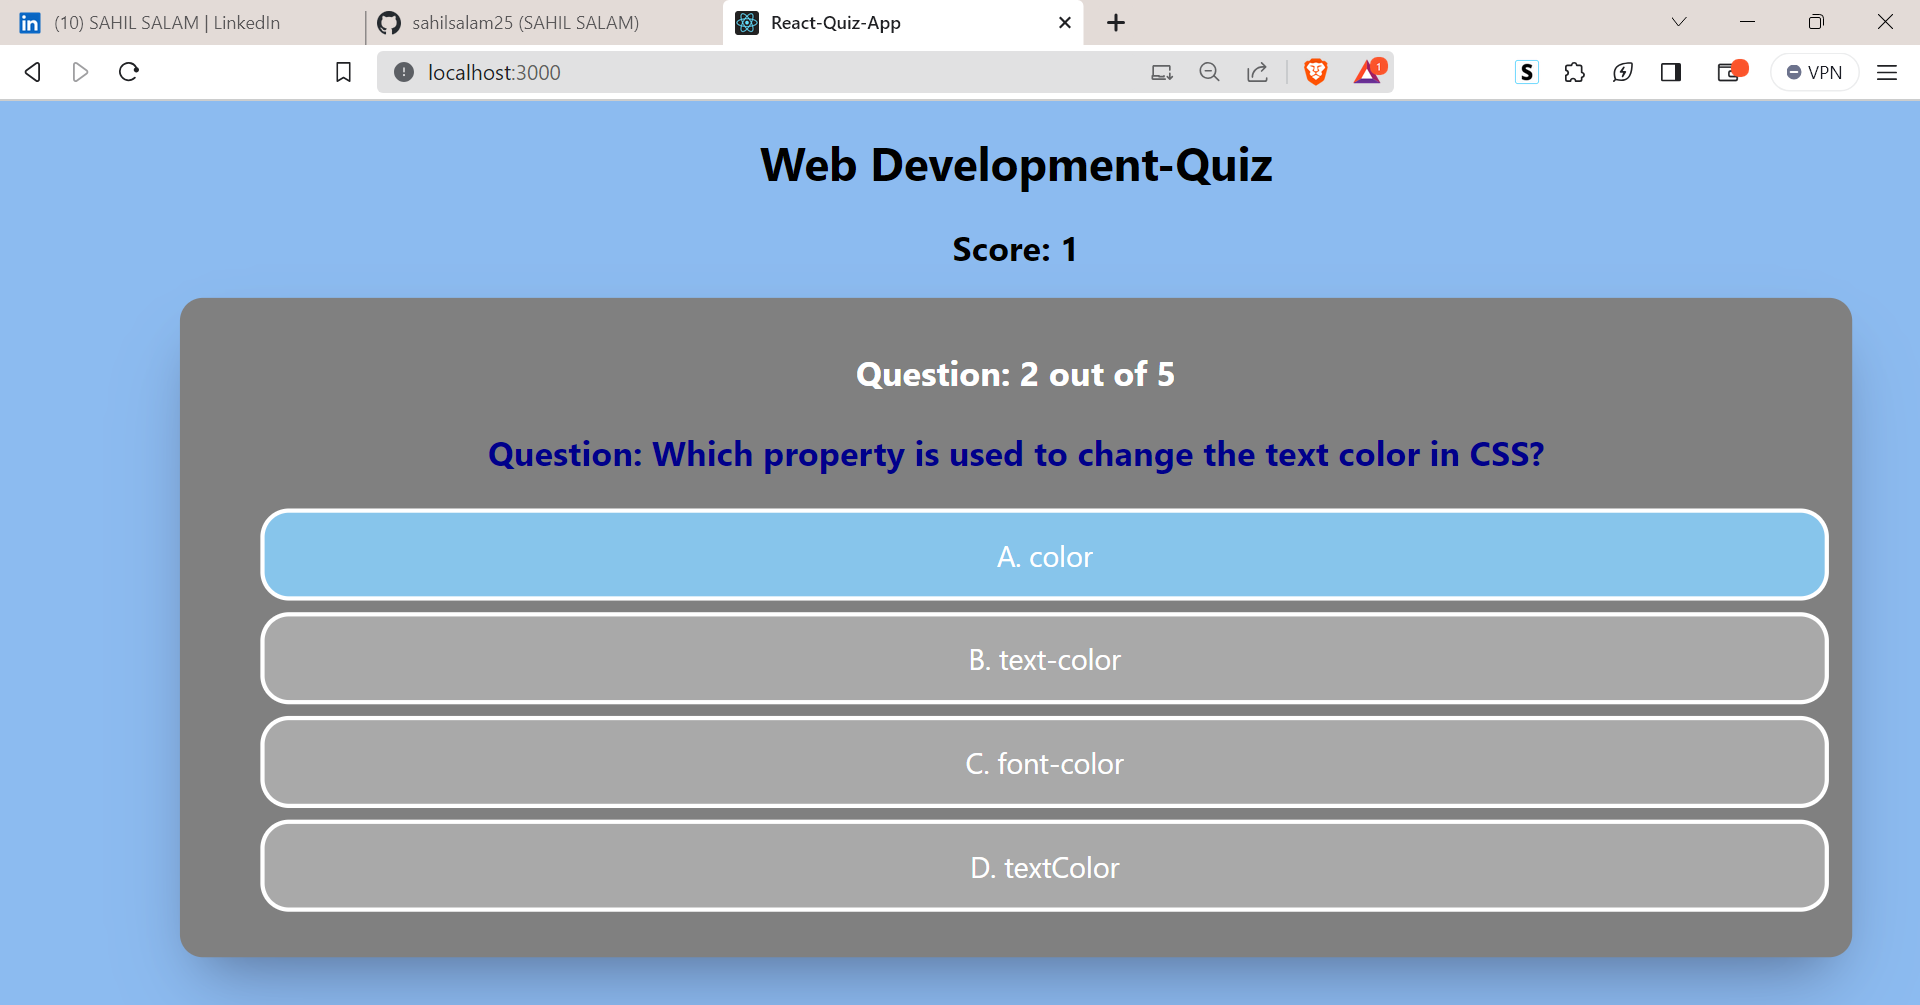 (10) SAHIL SALAM | LinkedIn
sahilsalam25 (SAHIL SALAM)
React-Quiz-App
localhost:3000
1
S
VPN
Web Development-Quiz
Score: 1
Question: 2 out of 5
Question: Which property is used to change the text color in CSS?
A. color
B. text-color
C. font-color
D. textColor